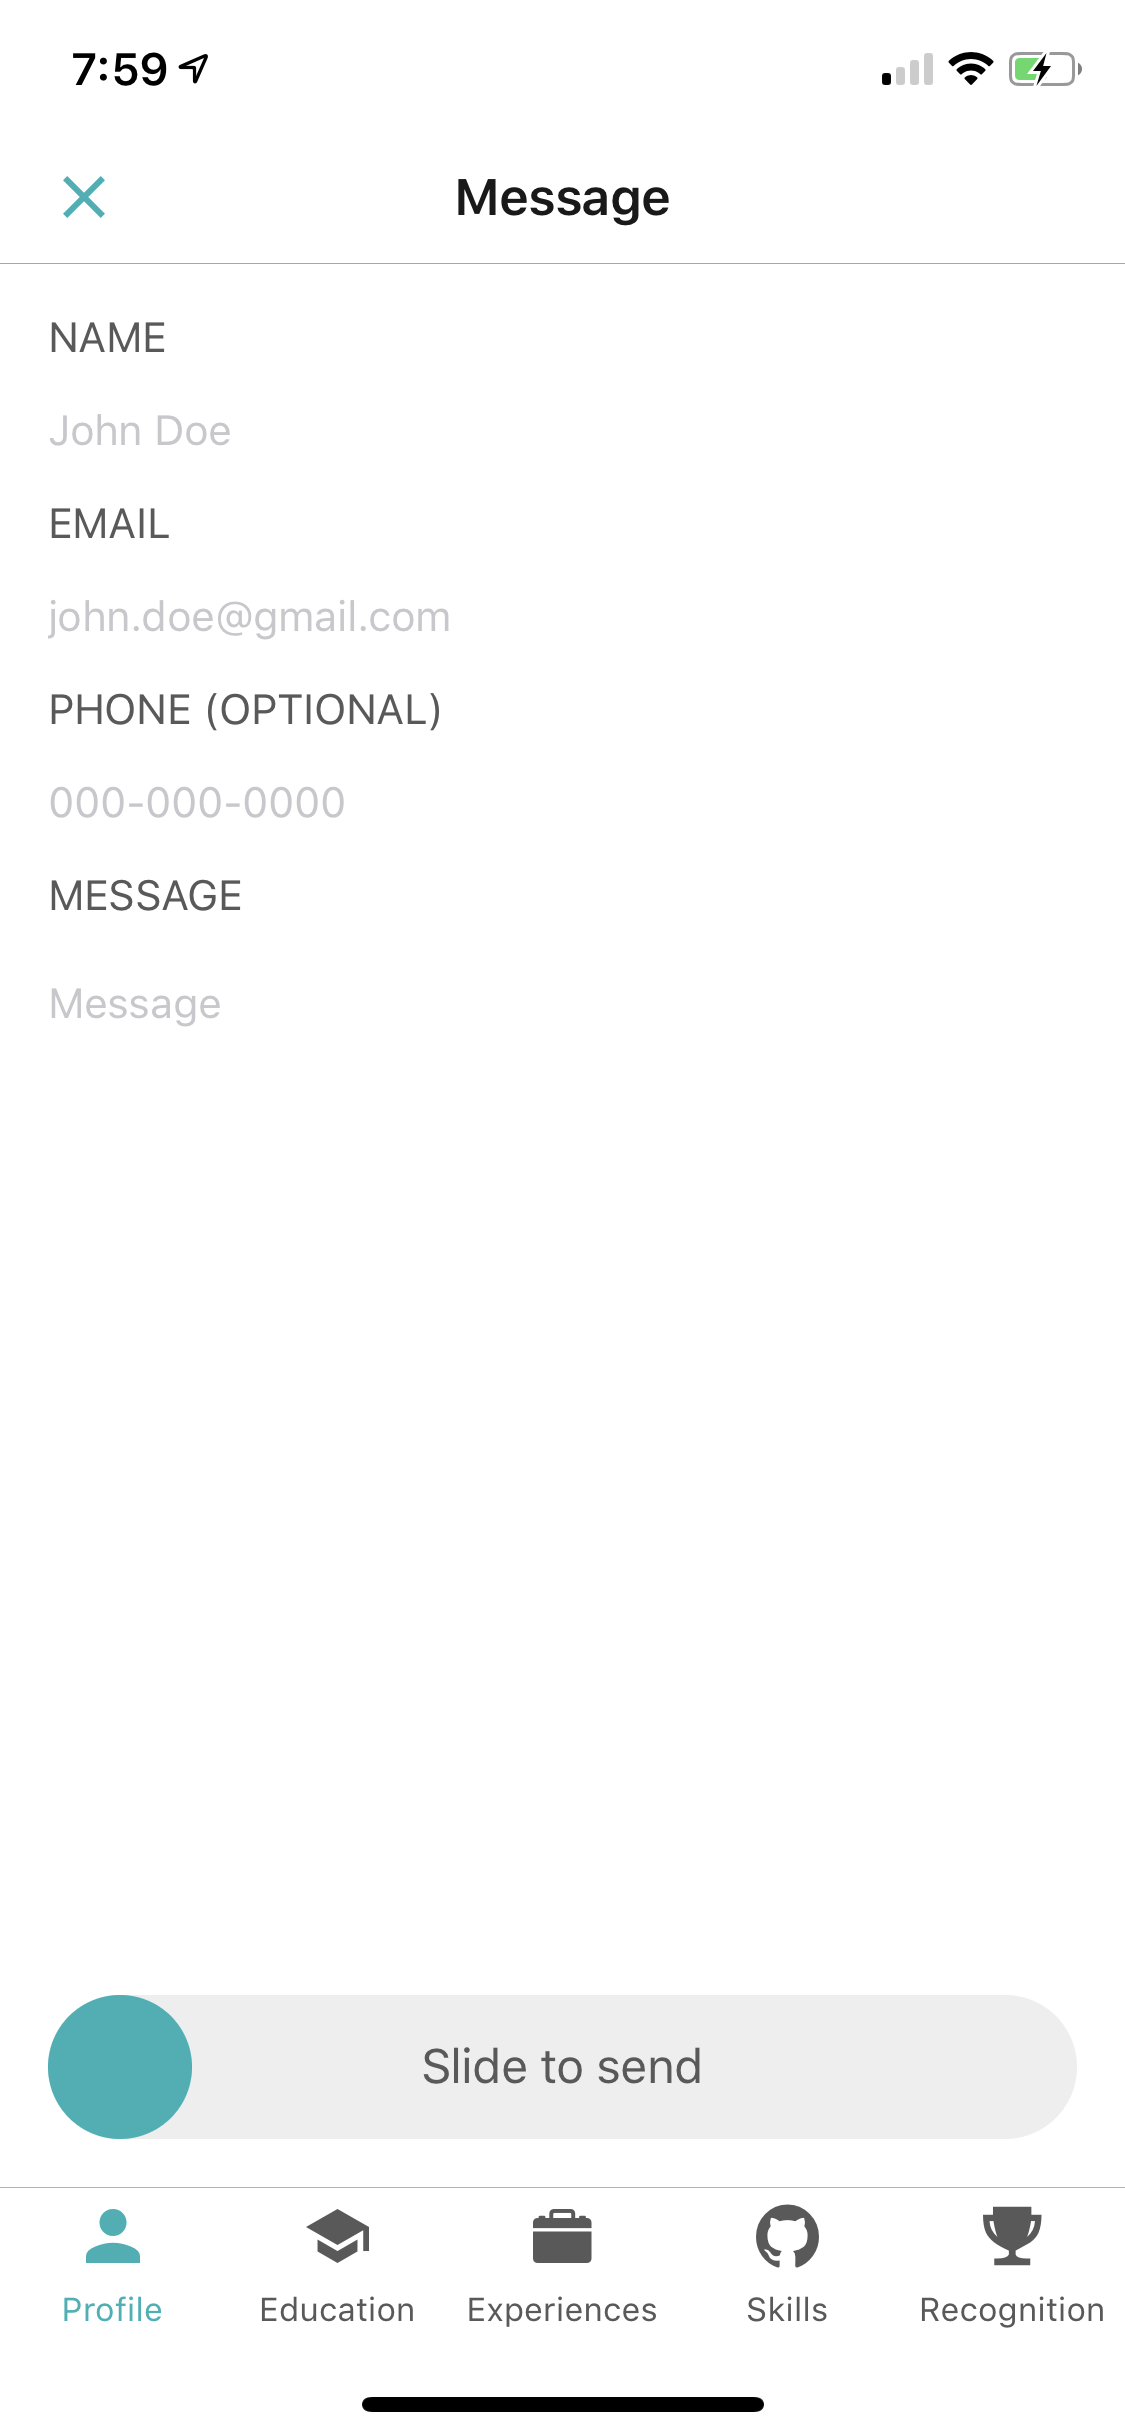 7:59
Message
NAME
John Doe
EMAIL
john.doe@gmail.com
PHONE (OPTIONAL)
000-000-0000
MESSAGE
Message
Slide to send
Profile
Education
Experiences
Skills
Recognition